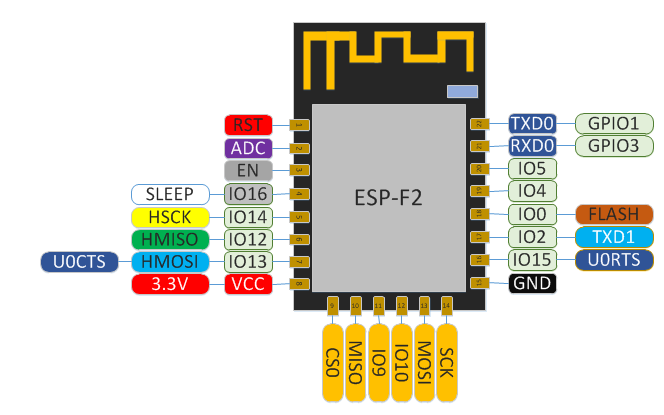 RST 1
ADC 2
EN 3
SLEEP IO16 4
HSCK IO14 5
HMISO IO12 6
U0CTS HMOSI IO13 7
3.3V VCC 8
ESP-F2
22 TXD0 GPIO1
21 RXD0 GPIO3
20 IO5
19 IO4
18 IO0 FLASH
17 IO2 TXD1
16 IO15 U0RTS
15 GND
9 10 11 12 13 14
CS0
MISO
IO9
IO10
MOSI
SCK